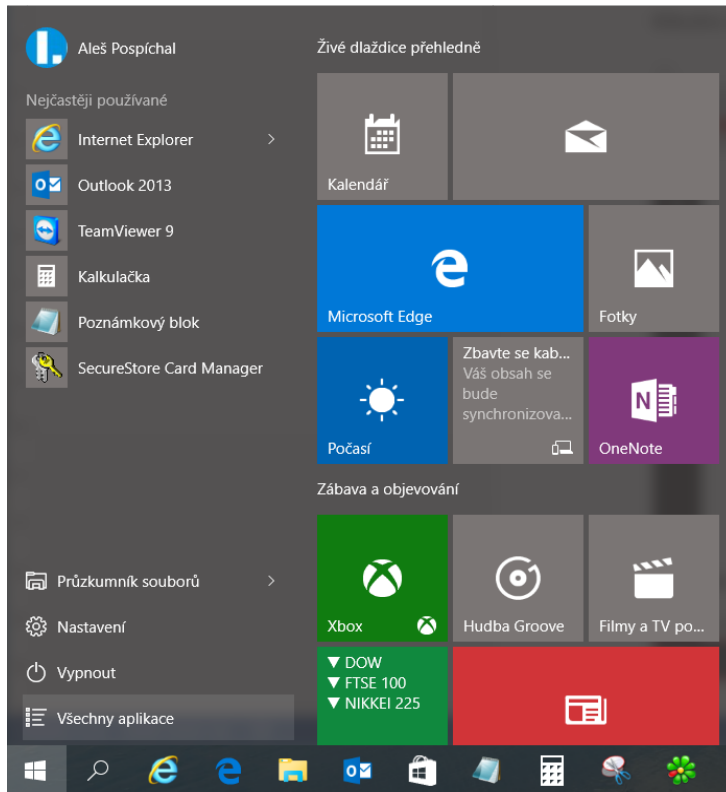 Aleš Pospíchal
Nejčastěji používané
Internet Explorer
Outlook 2013
TeamViewer 9
Kalkulačka
Poznámkový blok
SecureStore Card Manager
Průzkumník souborů
Nastavení
Vypnout
Všechny aplikace
Živé dlaždice přehledně
Kalendář
Microsoft Edge
Fotky
Počasí
Zbavte se kab...
Váš obsah se
bude
synchronizova...
OneNote
Zábava a objevování
Xbox
Hudba Groove
Filmy a TV po...
▼ DOW
▼ FTSE 100
▼ NIKKEI 225